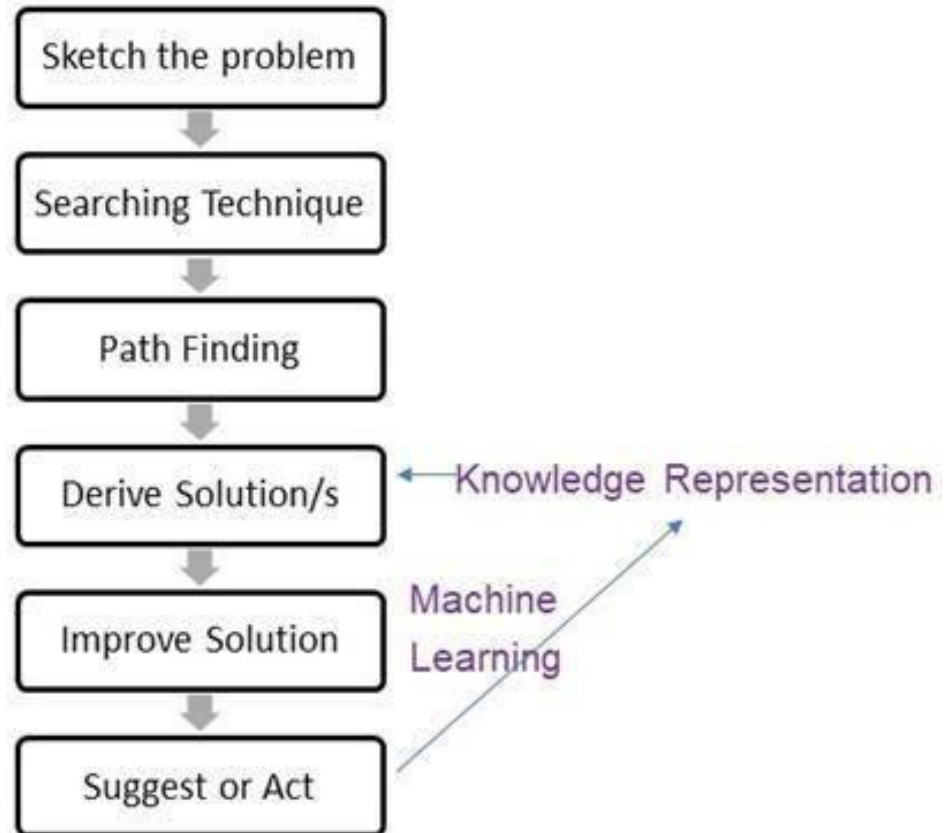 Sketch the problem
Searching Technique
Path Finding
Derive Solution/s
Knowledge Representation
Machine
Learning
Improve Solution
Suggest or Act